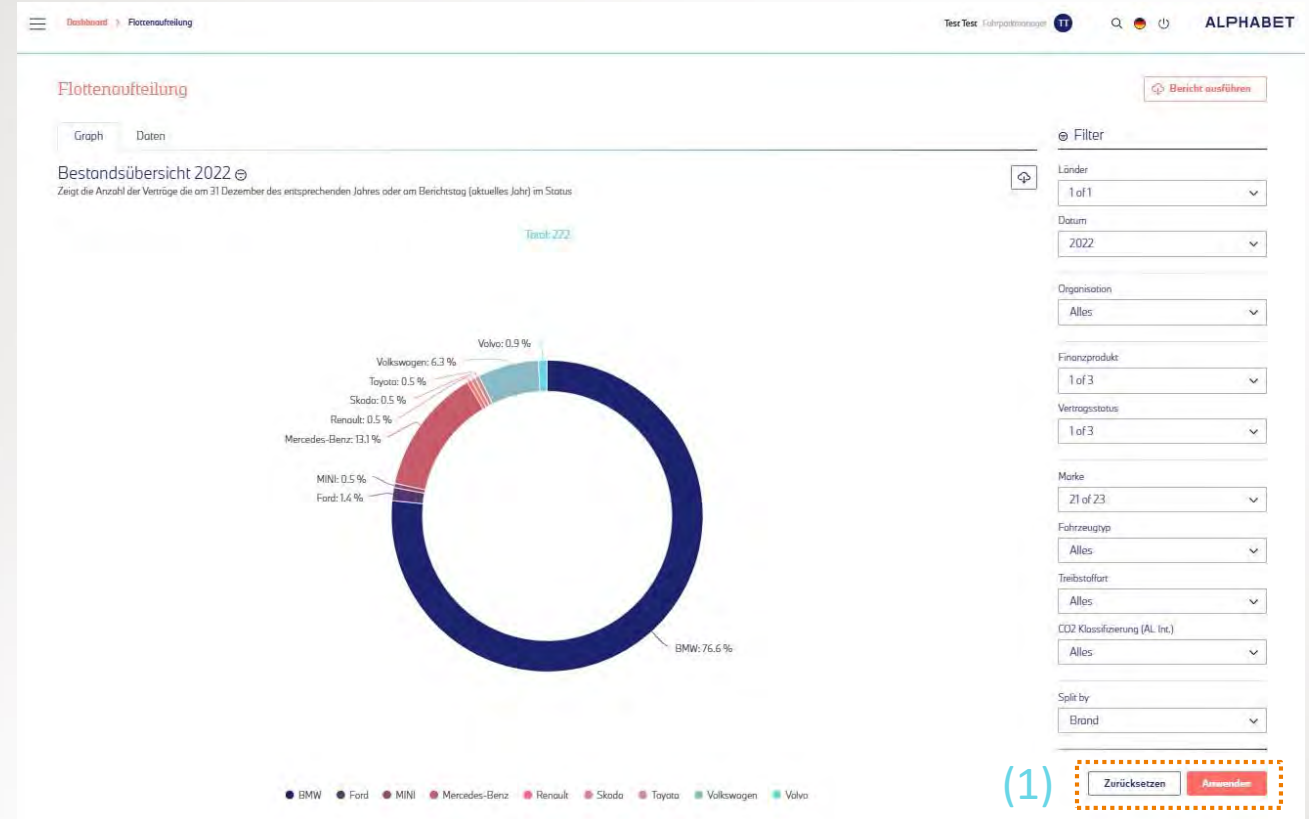 Dashboard > Flottenaufteilung
Test Test Fuhrparkmanager TT ALPHABET
Flottenaufteilung
Bericht ausführen
Graph Daten
Filter
Bestandsübersicht 2022
Zeigt die Anzahl der Verträge die am 31 Dezember des entsprechenden Jahres oder am Berichtstag (aktuelles Jahr) im Status
Total: 222
Volvo: 0.9 %
Volkswagen: 6.3 %
Toyota: 0.5 %
Skoda: 0.5 %
Renault: 0.5 %
Mercedes-Benz: 13.1 %
MINI: 0.5 %
Ford: 1.4 %
BMW: 76.6 %
BMW Ford MINI Mercedes-Benz Renault Skoda Toyota Volkswagen Volvo
Länder
1 of 1
Datum
2022
Organisation
Alles
Finanzprodukt
1 of 3
Vertragsstatus
1 of 3
Marke
21 of 23
Fahrzeugtyp
Alles
Treibstoffart
Alles
CO2 Klassifizierung (AL Int.)
Alles
Split by
Brand
(1) Zurücksetzen Anwenden